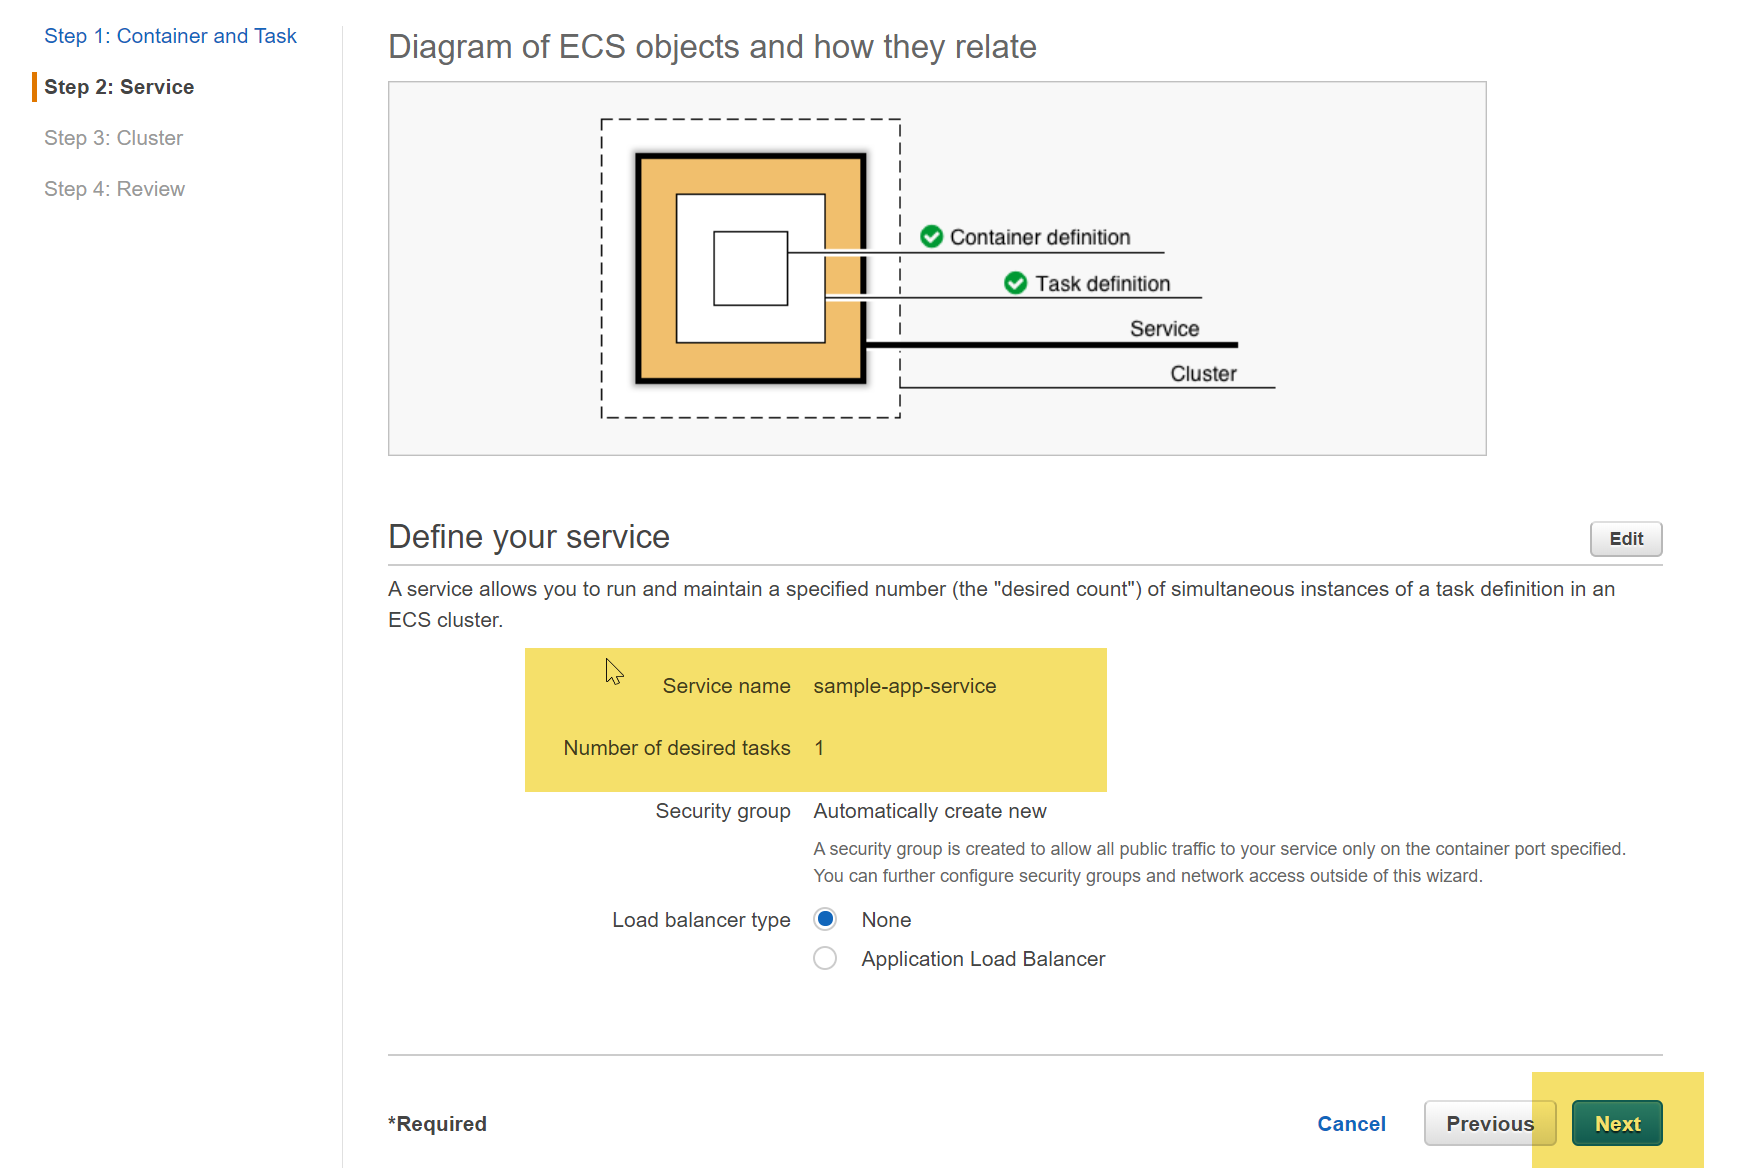 Step 1: Container and Task
Step 2: Service
Step 3: Cluster
Step 4: Review
Diagram of ECS objects and how they relate
Container definition
Task definition
Service
Cluster
Define your service
Edit
A service allows you to run and maintain a specified number (the "desired count") of simultaneous instances of a task definition in an
ECS cluster.
Service name sample-app-service
Number of desired tasks 1
Security group Automatically create new
A security group is created to allow all public traffic to your service only on the container port specified.
You can further configure security groups and network access outside of this wizard.
Load balancer type None
Application Load Balancer
*Required
Cancel Previous Next